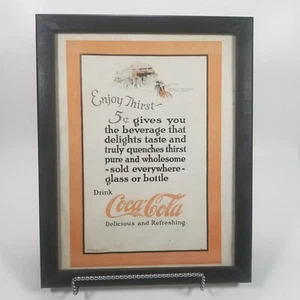 Enjoy Thirst—
5¢ gives you
the beverage that
delights taste and
truly quenches thirst
pure and wholesome
- sold everywhere -
glass or bottle
Drink
Coca-Cola
Delicious and Refreshing